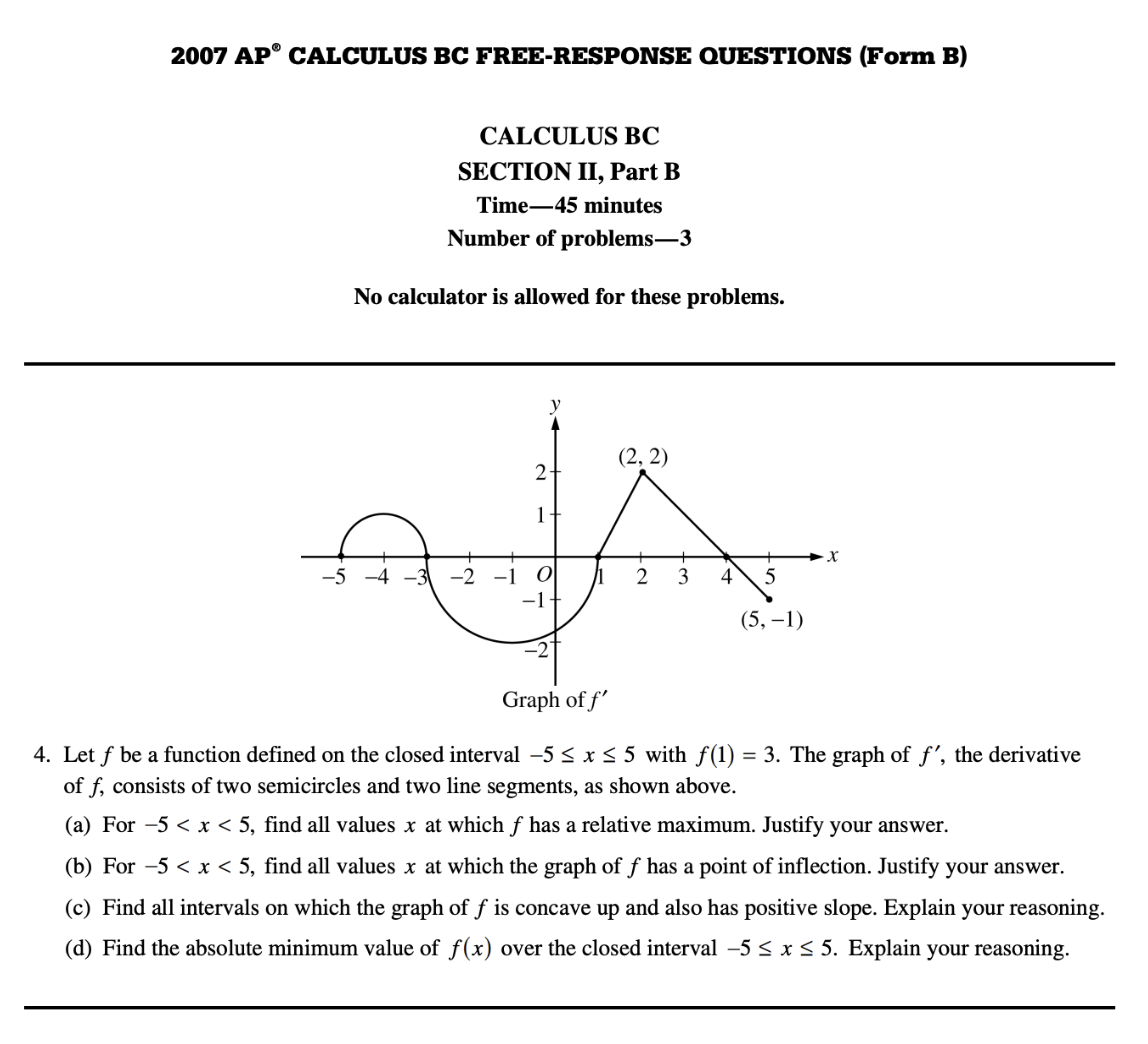 2007 AP® CALCULUS BC FREE-RESPONSE QUESTIONS (Form B)
CALCULUS BC
SECTION II, Part B
Time—45 minutes
Number of problems—3
No calculator is allowed for these problems.
y
(2, 2)
2
1
x
–5 –4 –3 –2 –1 O 1 2 3 4 5
–1
(5, –1)
–2
Graph of f′
4. Let f be a function defined on the closed interval –5 ≤ x ≤ 5 with f(1) = 3. The graph of f′, the derivative
of f, consists of two semicircles and two line segments, as shown above.
(a) For –5 < x < 5, find all values x at which f has a relative maximum. Justify your answer.
(b) For –5 < x < 5, find all values x at which the graph of f has a point of inflection. Justify your answer.
(c) Find all intervals on which the graph of f is concave up and also has positive slope. Explain your reasoning.
(d) Find the absolute minimum value of f(x) over the closed interval –5 ≤ x ≤ 5. Explain your reasoning.